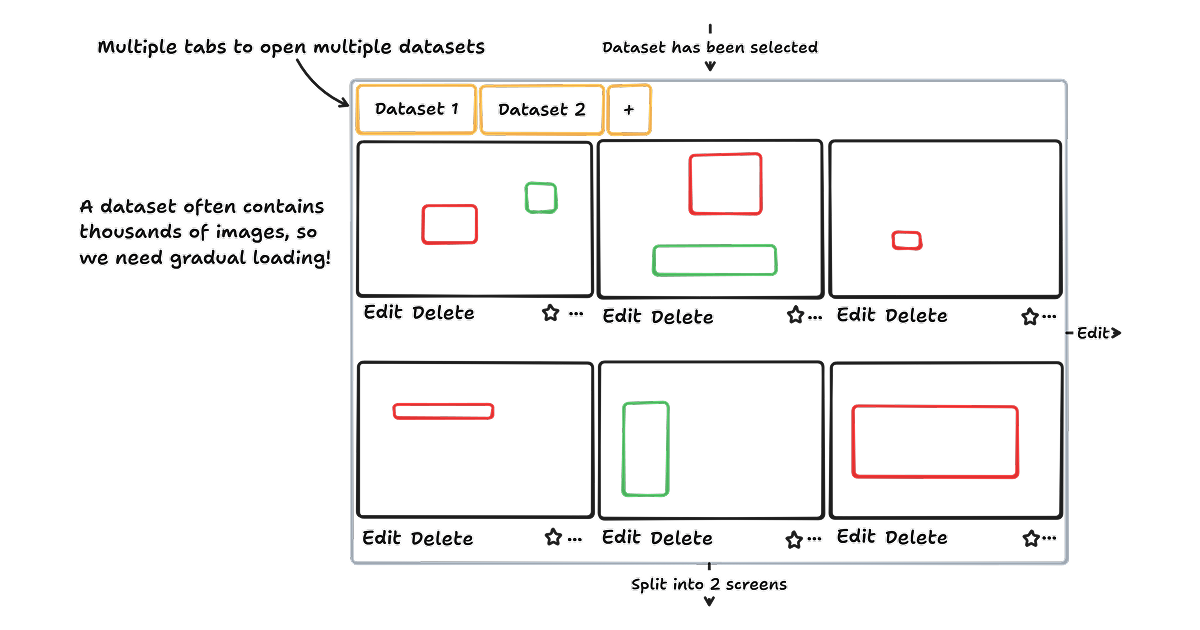 Multiple tabs to open multiple datasets
Dataset has been selected
Dataset 1
Dataset 2
+
A dataset often contains
thousands of images, so
we need gradual loading!
Edit Delete ...
Edit Delete ...
Edit Delete ...
Edit
Edit Delete ...
Edit Delete ...
Edit Delete ...
Split into 2 screens